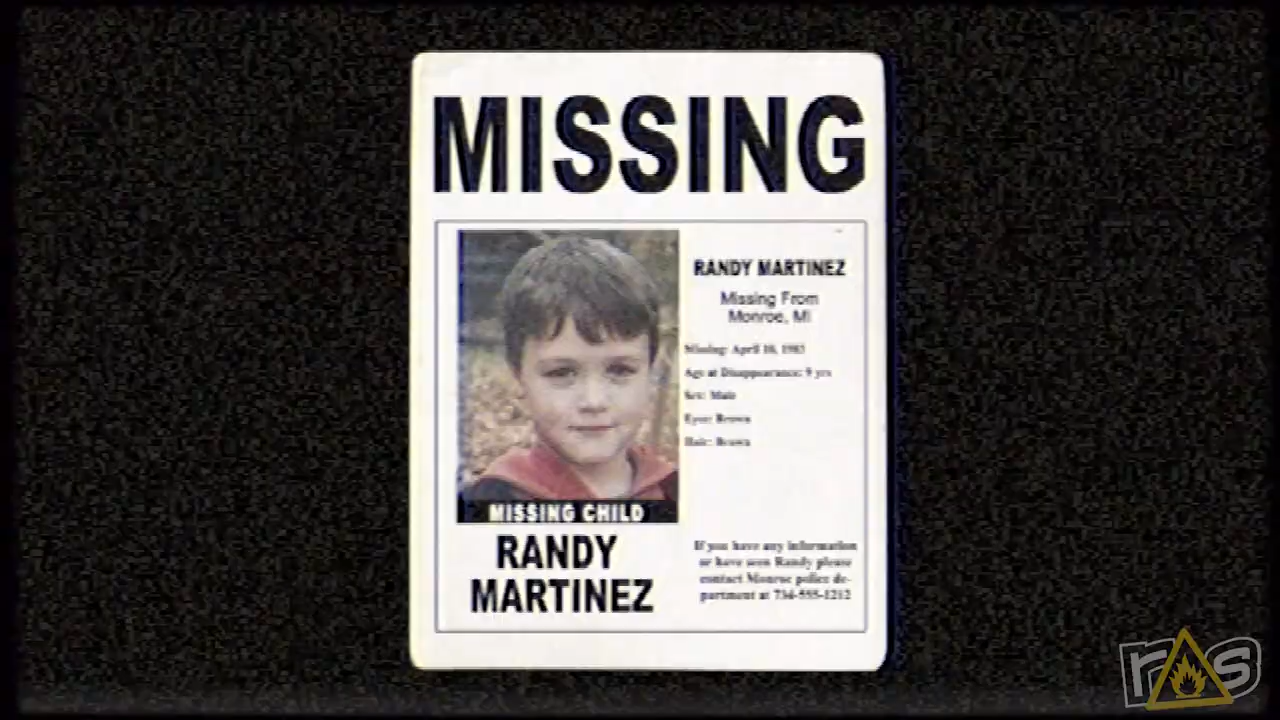 MISSING
RANDY MARTINEZ
Missing From
Monroe, MI
Missing: April 10, 1983
Age at Disappearance: 9 yrs
Sex: Male
Eyes: Brown
Hair: Brown
MISSING CHILD
RANDY
MARTINEZ
If you have any information
or have seen Randy please
contact Monroe police de-
partment at 734-555-1212
ras